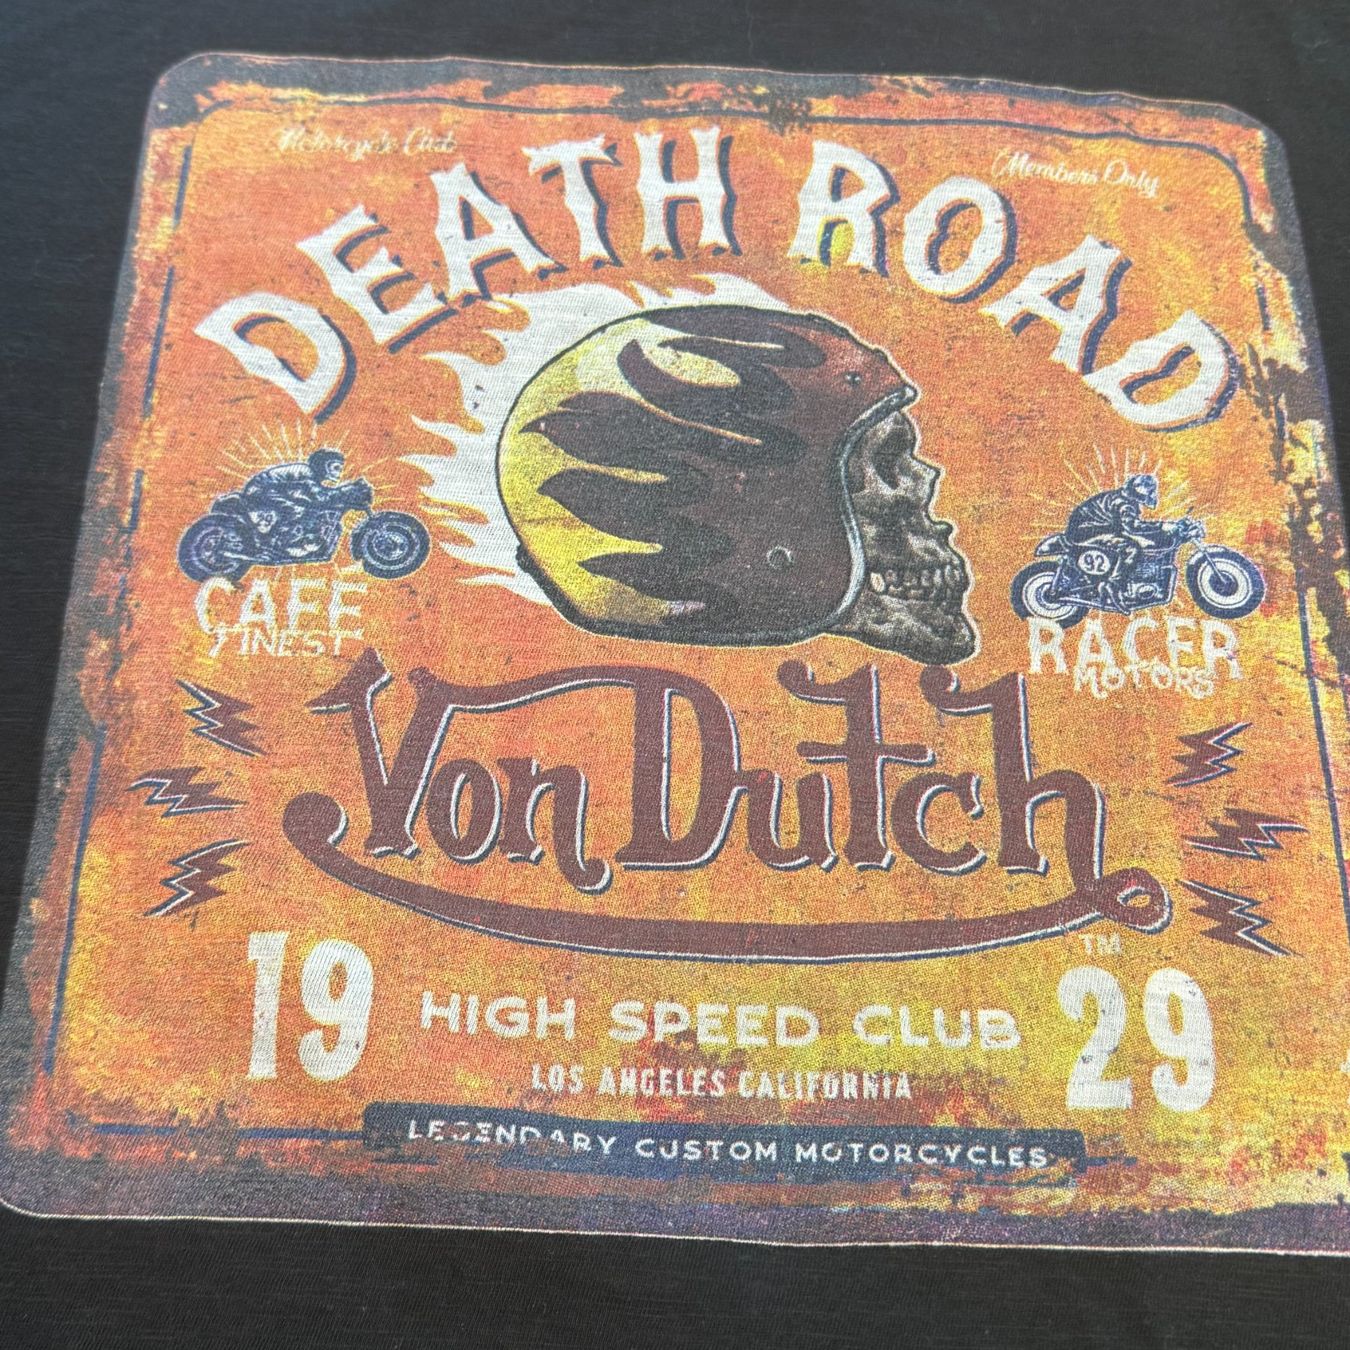 Motorcycle Club
Members Only
DEATH ROAD
CAFE
FINEST
92
RACER
MOTORS
Von Dutch
TM
19
29
HIGH SPEED CLUB
LOS ANGELES CALIFORNIA
LEGENDARY CUSTOM MOTORCYCLES